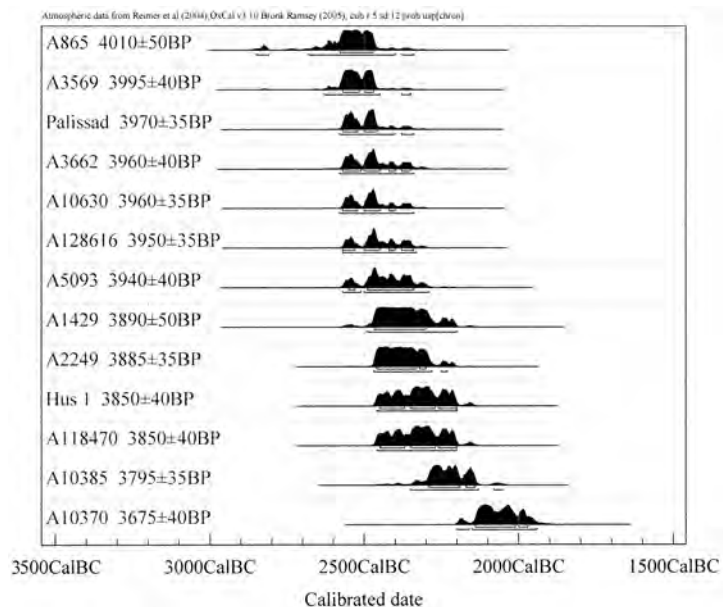 Atmospheric data from Reimer et al (2004);OxCal v3.10 Bronk Ramsey (2005); cub r:5 sd:12 prob usp[chron]
A865 4010±50BP
A3569 3995±40BP
Palissad 3970±35BP
A3662 3960±40BP
A10630 3960±35BP
A128616 3950±35BP
A5093 3940±40BP
A1429 3890±50BP
A2249 3885±35BP
Hus 1 3850±40BP
A118470 3850±40BP
A10385 3795±35BP
A10370 3675±40BP
3500CalBC 3000CalBC 2500CalBC 2000CalBC 1500CalBC
Calibrated date